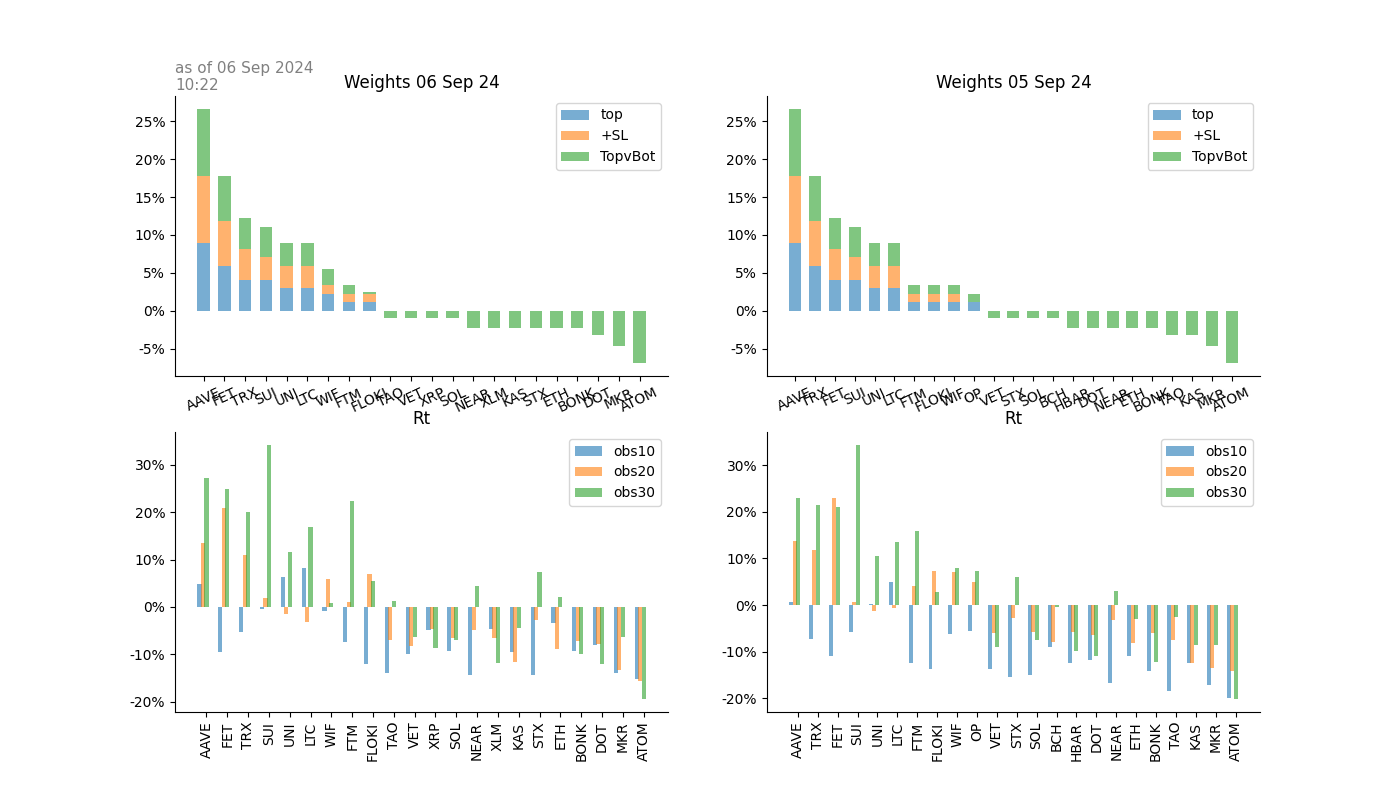 as of 06 Sep 2024
10:22
Weights 06 Sep 24
25%
20%
15%
10%
5%
0%
-5%
top
+SL
TopvBot
AAVE FET TRX SUI UNI LTC WIF FTM FLOKI TAO VET XRP SOL NEAR XLM KAS STX ETH BONK DOT MKR ATOM
Weights 05 Sep 24
25%
20%
15%
10%
5%
0%
-5%
top
+SL
TopvBot
AAVE TRX FET SUI UNI LTC FTM FLOKI WIF OP VET STX SOL BCH HBAR DOT NEAR ETH BONK TAO KAS MKR ATOM
Rt
30%
20%
10%
0%
-10%
-20%
obs10
obs20
obs30
AAVE FET TRX SUI UNI LTC WIF FTM FLOKI TAO VET XRP SOL NEAR XLM KAS STX ETH BONK DOT MKR ATOM
Rt
30%
20%
10%
0%
-10%
-20%
obs10
obs20
obs30
AAVE TRX FET SUI UNI LTC FTM FLOKI WIF OP VET STX SOL BCH HBAR DOT NEAR ETH BONK TAO KAS MKR ATOM